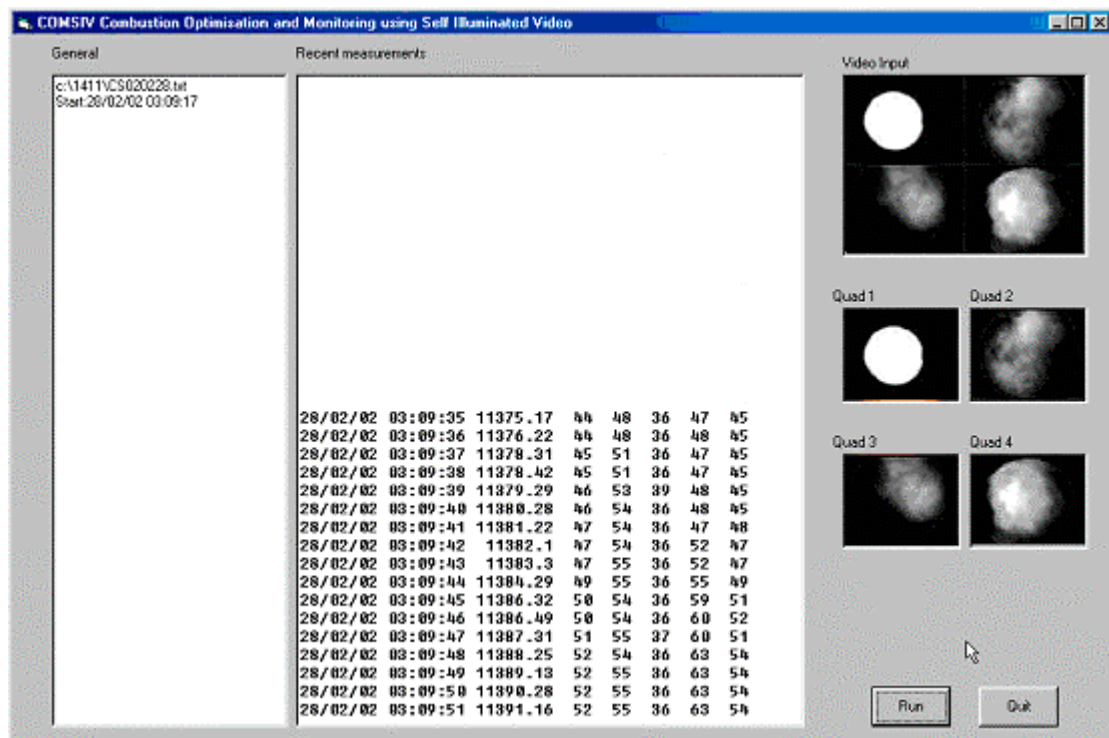 COMSIV Combustion Optimisation and Monitoring using Self Illuminated Video
General
Recent measurements
Video Input
c:\1411\CS020228.txt
Start:28/02/02 03:09:17
Quad 1
Quad 2
Quad 3
Quad 4
28/02/02 03:09:35 11375.17 44 48 36 47 45
28/02/02 03:09:36 11376.22 44 48 36 48 45
28/02/02 03:09:37 11378.31 45 51 36 47 45
28/02/02 03:09:38 11378.42 45 51 36 47 45
28/02/02 03:09:39 11379.29 46 53 39 48 45
28/02/02 03:09:40 11380.28 46 54 36 48 45
28/02/02 03:09:41 11381.22 47 54 36 47 48
28/02/02 03:09:42 11382.1 47 54 36 52 47
28/02/02 03:09:43 11383.3 47 55 36 52 47
28/02/02 03:09:44 11384.29 49 55 36 55 49
28/02/02 03:09:45 11386.32 50 54 36 59 51
28/02/02 03:09:46 11386.49 50 54 36 60 52
28/02/02 03:09:47 11387.31 51 55 37 60 51
28/02/02 03:09:48 11388.25 52 54 36 63 54
28/02/02 03:09:49 11389.13 52 55 36 63 54
28/02/02 03:09:50 11390.28 52 55 36 63 54
28/02/02 03:09:51 11391.16 52 55 36 63 54
Run
Quit